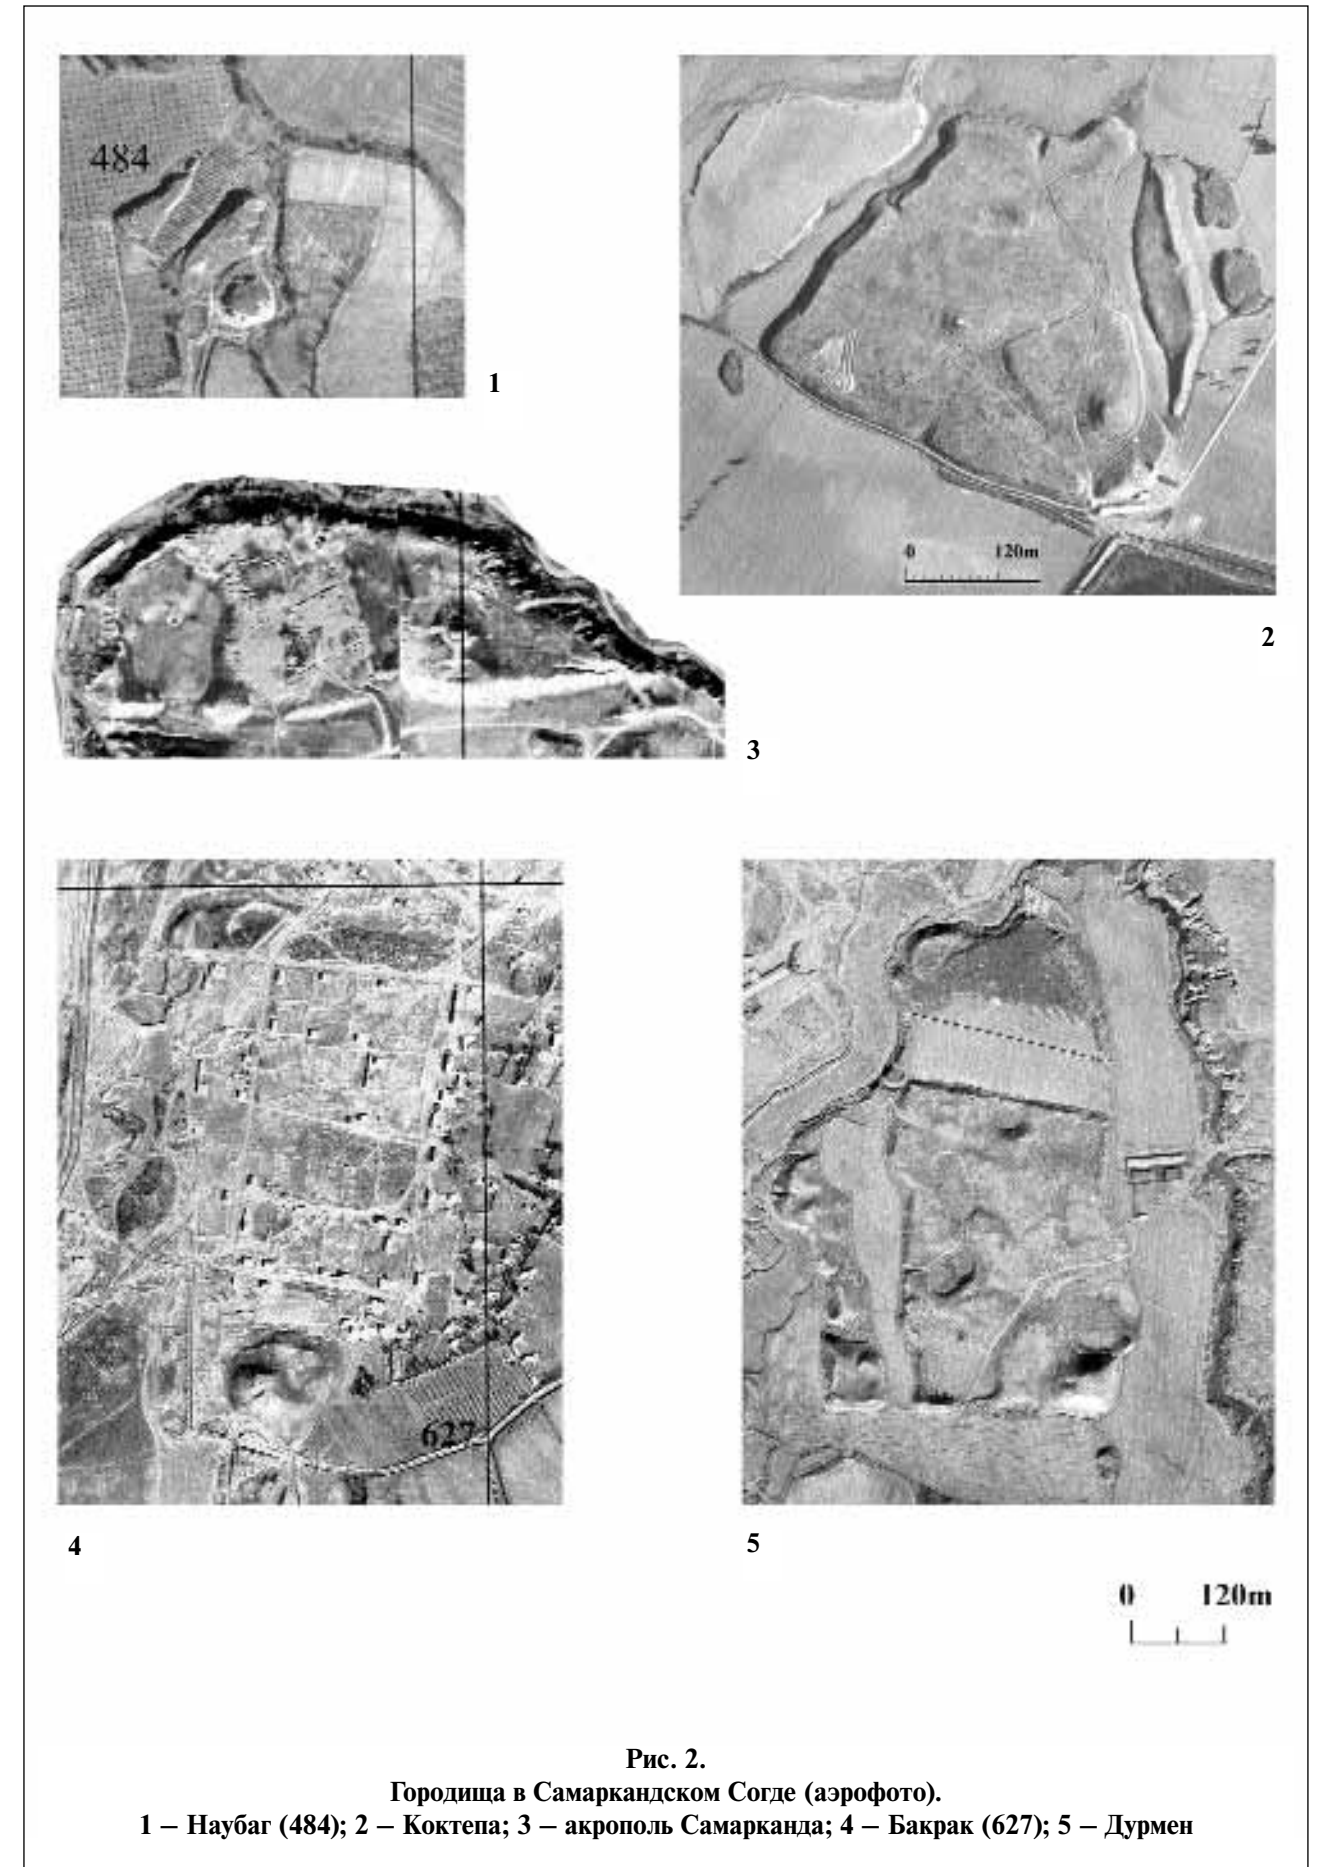 484
1
0 120m
2
3
627
4
5
0 120m
Рис. 2.
Городища в Самаркандском Согде (аэрофото).
1 – Наубаг (484); 2 – Коктепа; 3 – акрополь Самарканда; 4 – Бакрак (627); 5 – Дурмен